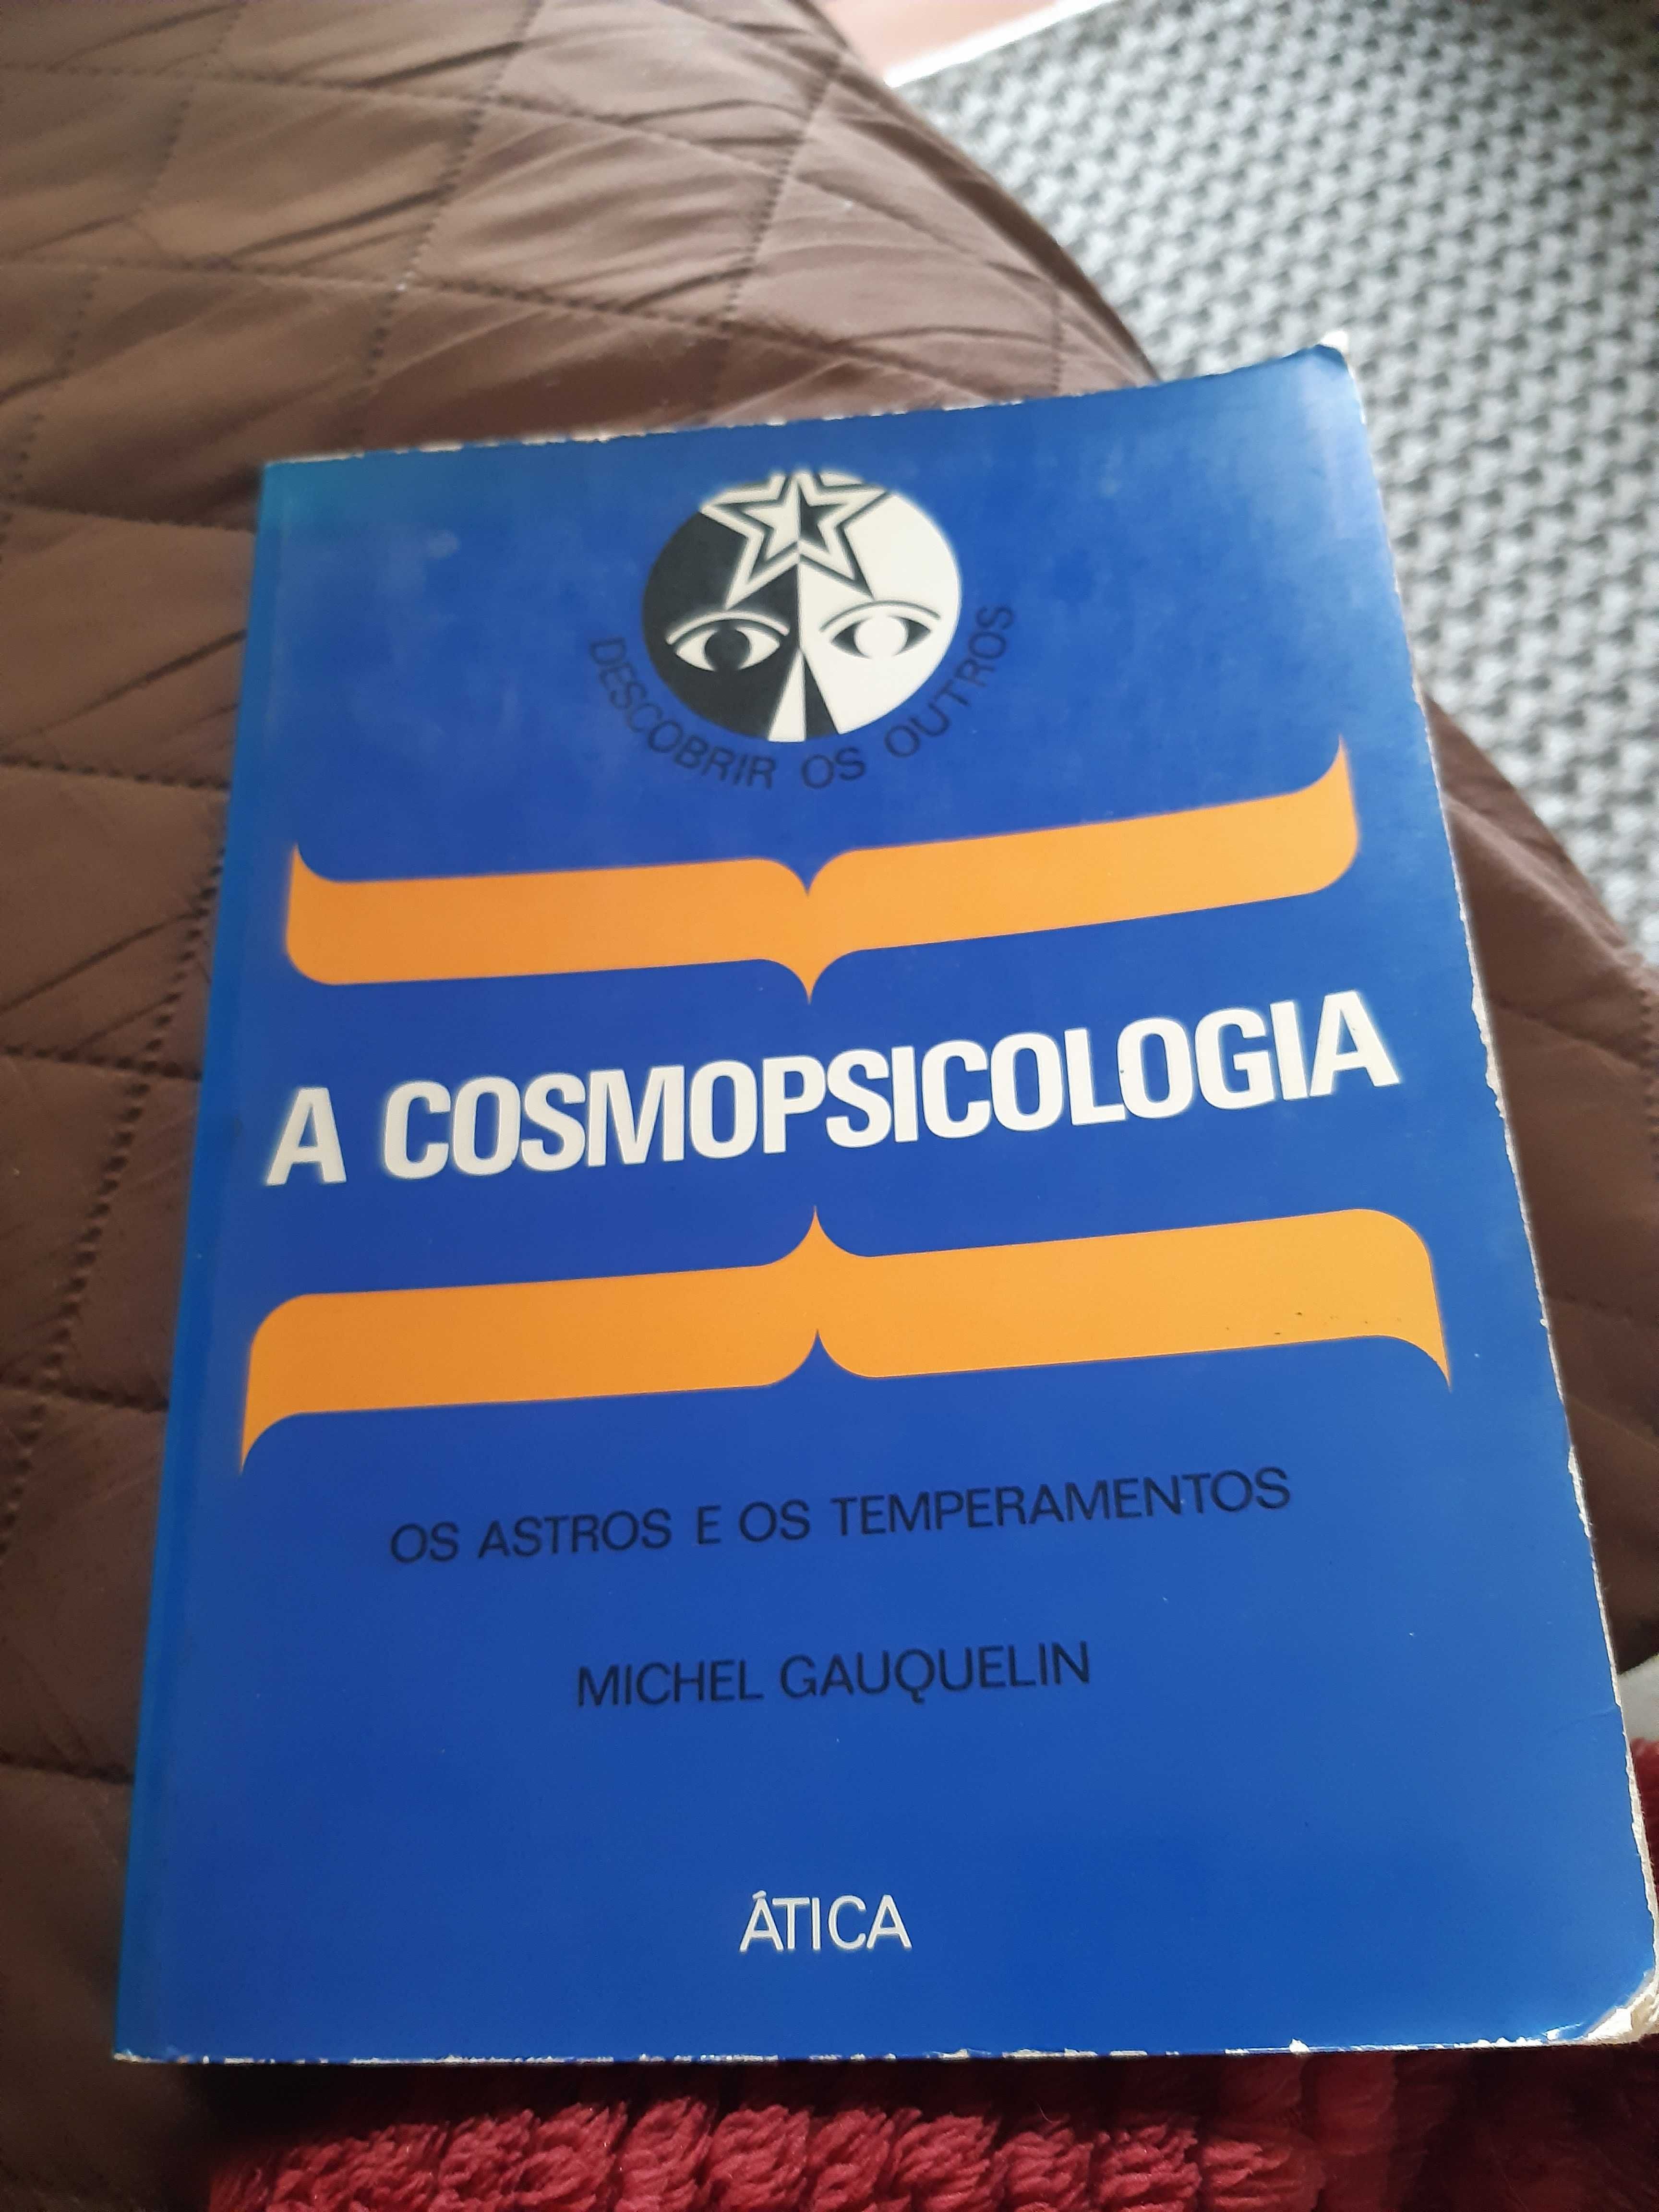 DESCOBRIR OS OUTROS
A COSMOPSICOLOGIA
OS ASTROS E OS TEMPERAMENTOS
MICHEL GAUQUELIN
ÁTICA